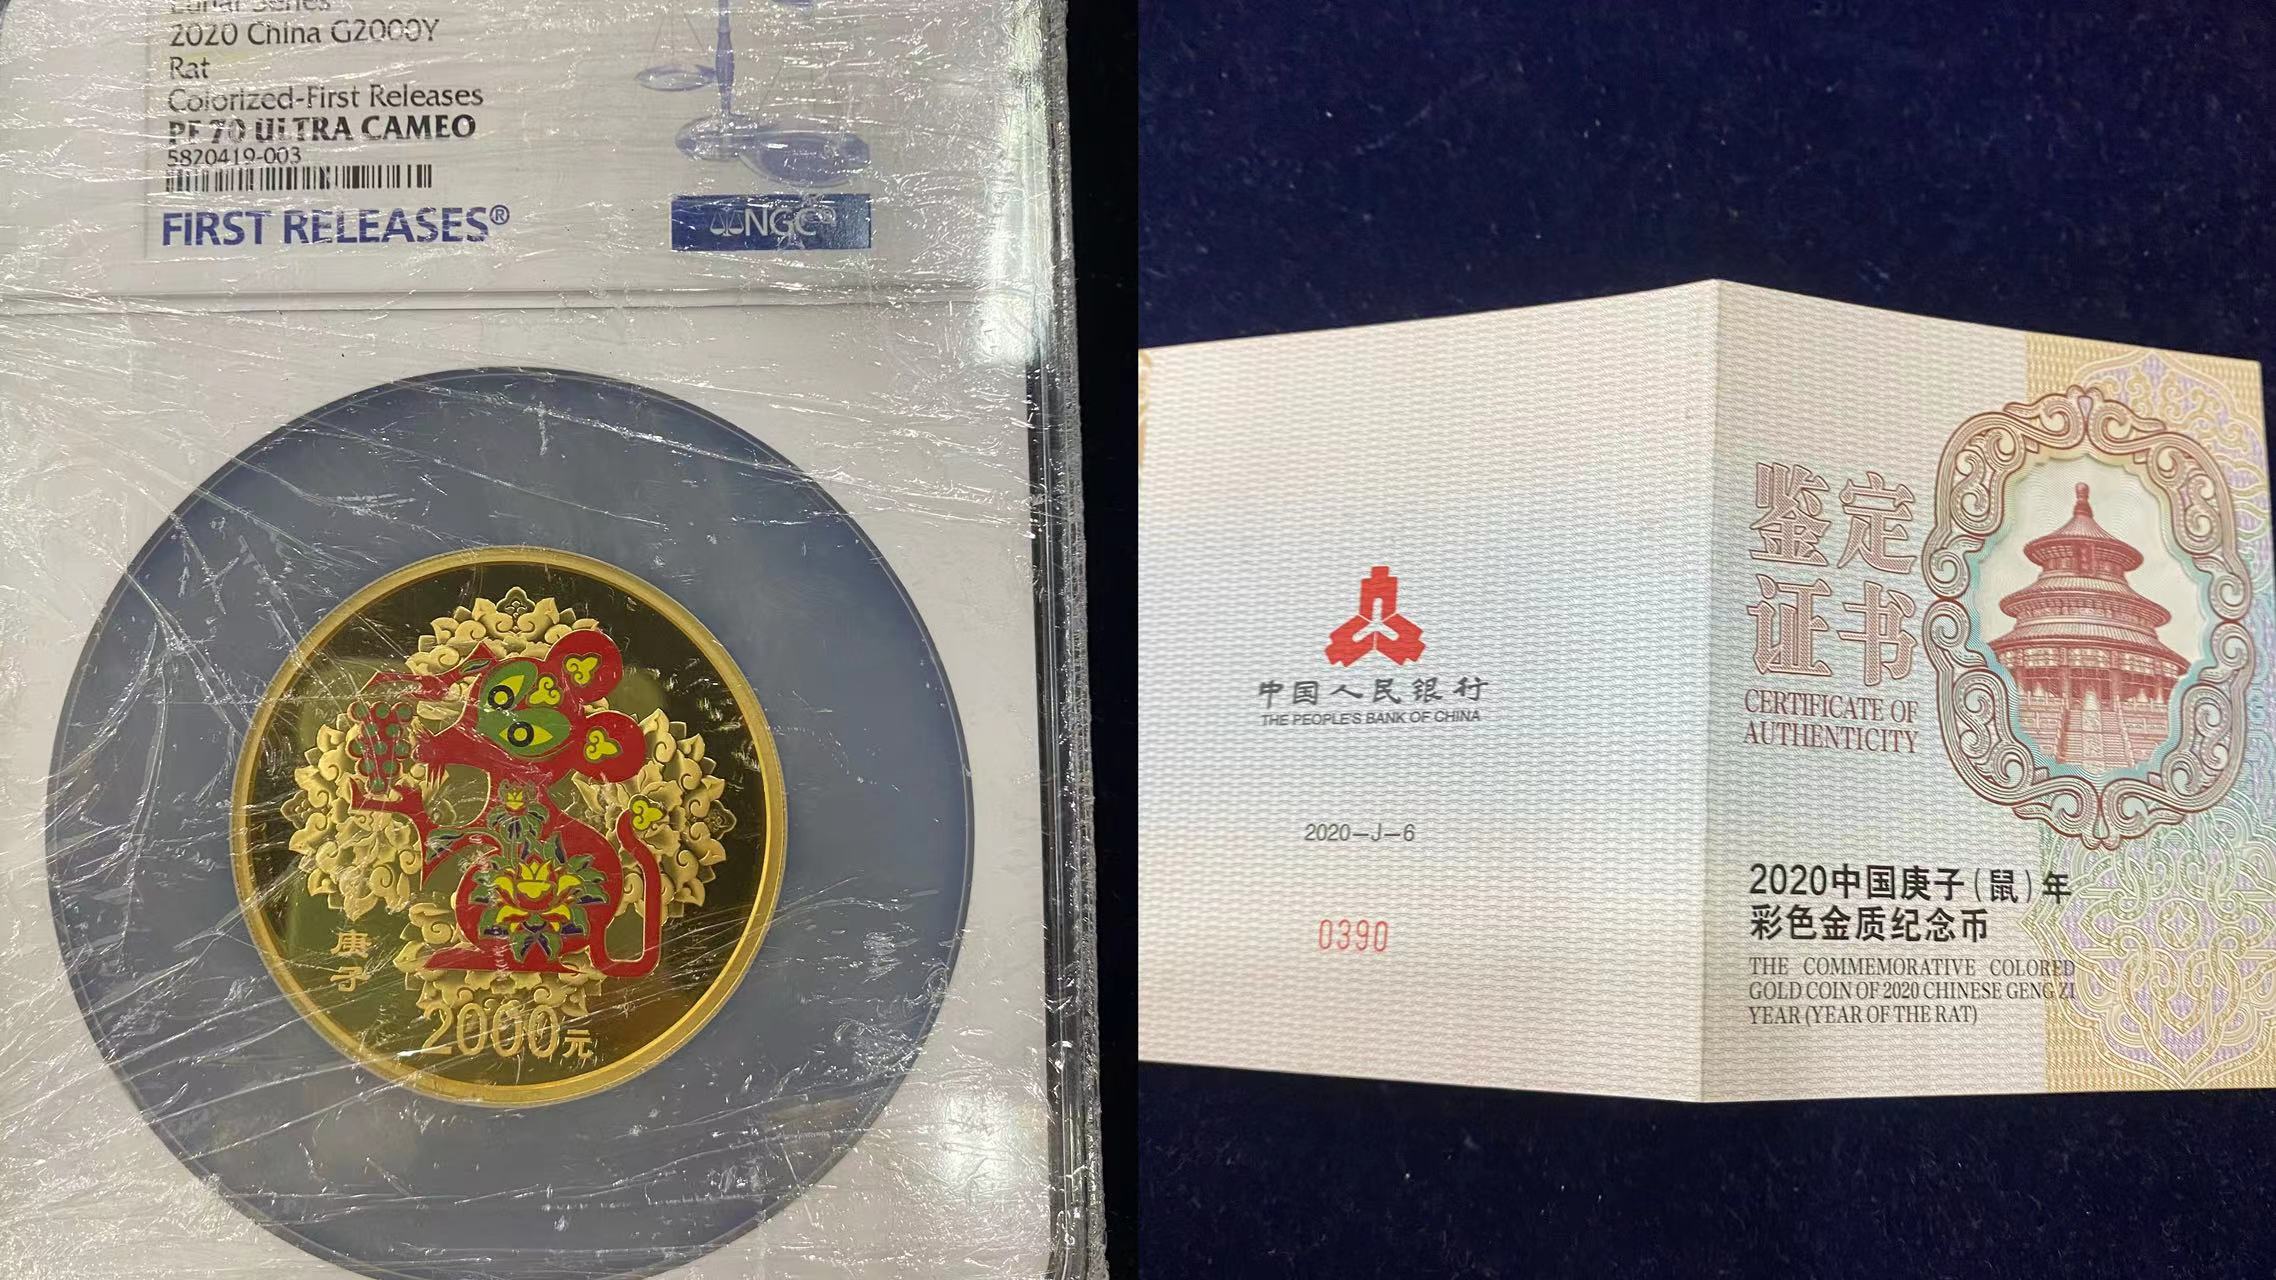 Lunar Series
2020 China G2000Y
Rat
Colorized-First Releases
PF 70 ULTRA CAMEO
5820419-003
FIRST RELEASES®
NGC®
庚
子
2000元
中国人民银行
THE PEOPLE'S BANK OF CHINA
2020-J-6
0390
鉴定
证书
CERTIFICATE OF
AUTHENTICITY
2020中国庚子(鼠)年
彩色金质纪念币
THE COMMEMORATIVE COLORED
GOLD COIN OF 2020 CHINESE GENG ZI
YEAR (YEAR OF THE RAT)